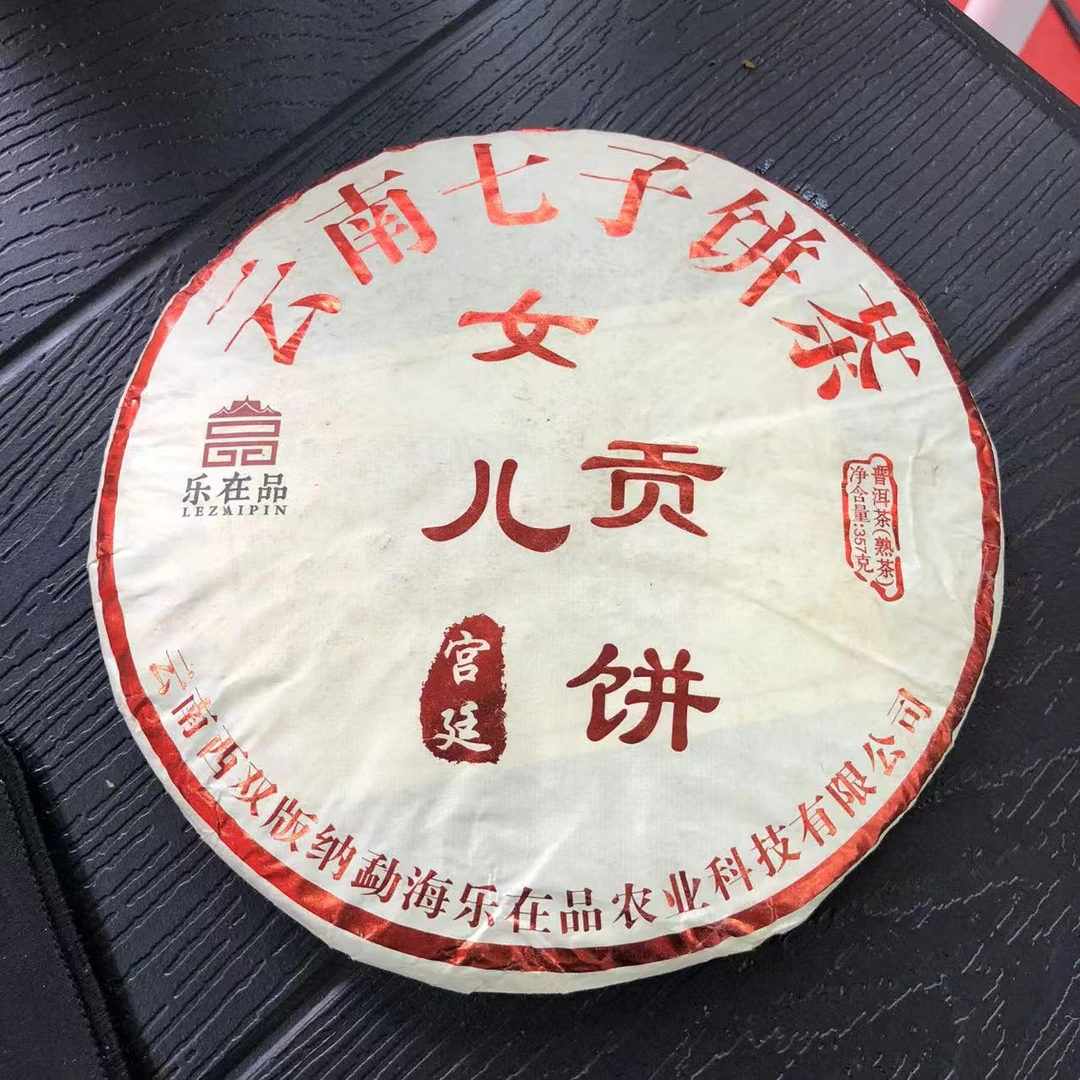 云南七子饼茶
女儿贡饼
宫廷
乐在品
LEZAIPIN
普洱茶(熟茶)
净含量:357克
云南西双版纳勐海乐在品农业科技有限公司